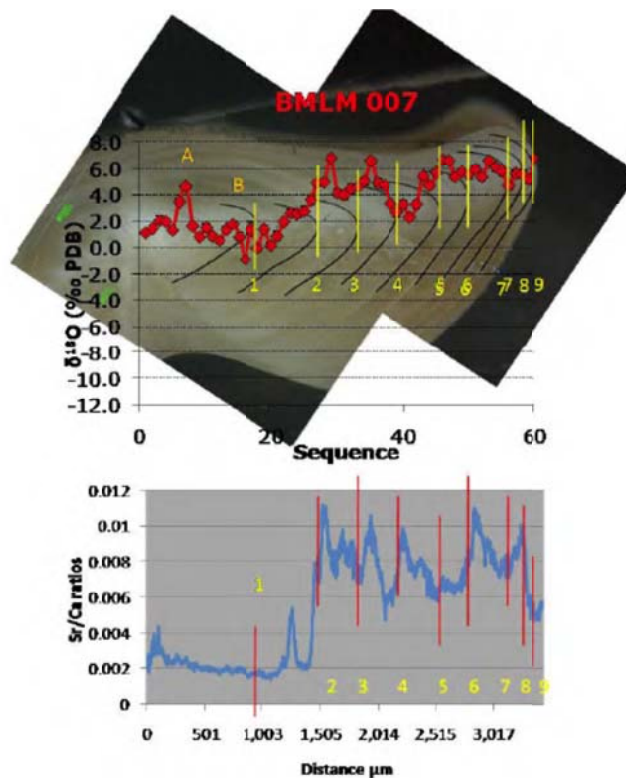 BMLM 007
δ¹⁸O (‰, PDB)
8.0
6.0
4.0
2.0
0.0
-2.0
-4.0
-6.0
-8.0
-10.0
-12.0
A
B
1 2 3 4 5 6 7 7 8 9
0 20 40 60
Sequence
Sr/Ca ratios
0.012
0.01
0.008
0.006
0.004
0.002
0
1
2 3 4 5 6 7 8 9
0 501 1,003 1,505 2,014 2,515 3,017
Distance µm